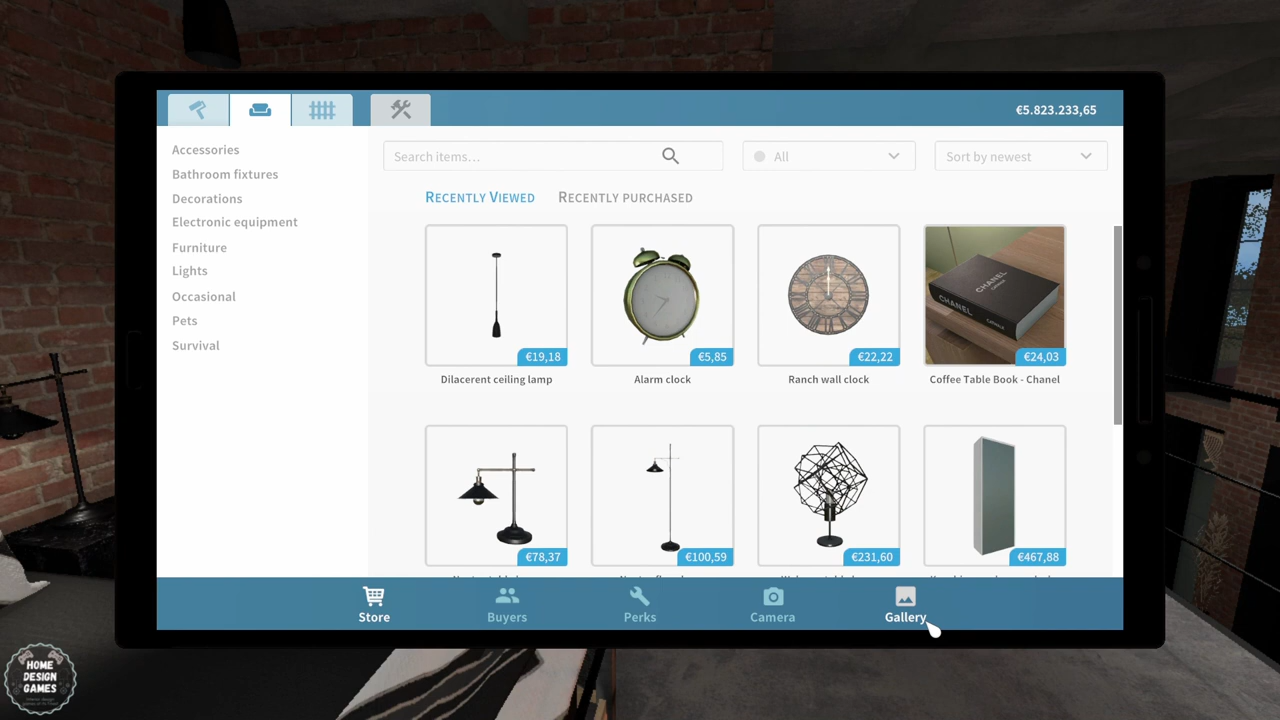 €5.823.233,65
Accessories
Bathroom fixtures
Decorations
Electronic equipment
Furniture
Lights
Occasional
Pets
Survival
Search items...
All
Sort by newest
RECENTLY VIEWED
RECENTLY PURCHASED
€19,18
€5,85
€22,22
CHANEL
CHANEL
€24,03
Dilacerent ceiling lamp
Alarm clock
Ranch wall clock
Coffee Table Book - Chanel
€78,37
€100,59
€231,60
€467,88
Store
Buyers
Perks
Camera
Gallery
HOME
DESIGN
GAMES